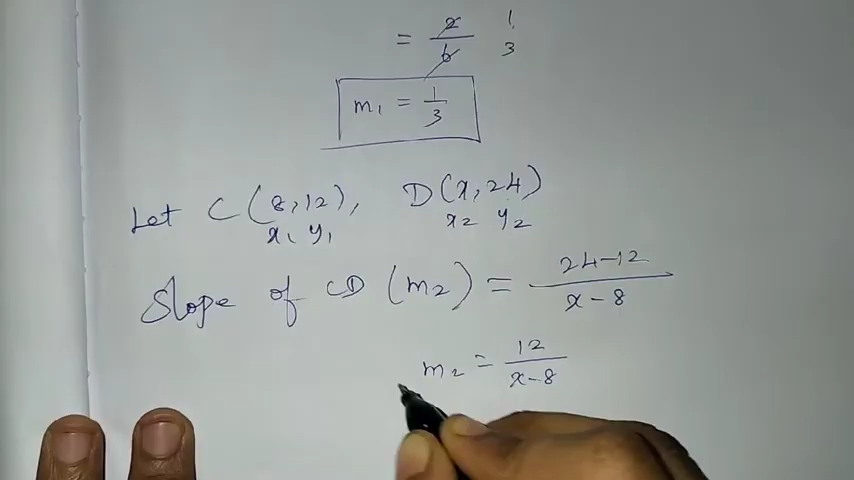 = 2/6 1
3
m₁ = 1/3
Let C(8,12), D(x,24)
x₁ y₁ x₂ y₂
Slope of CD (m₂) = 24-12/x-8
m₂ = 12/x-8